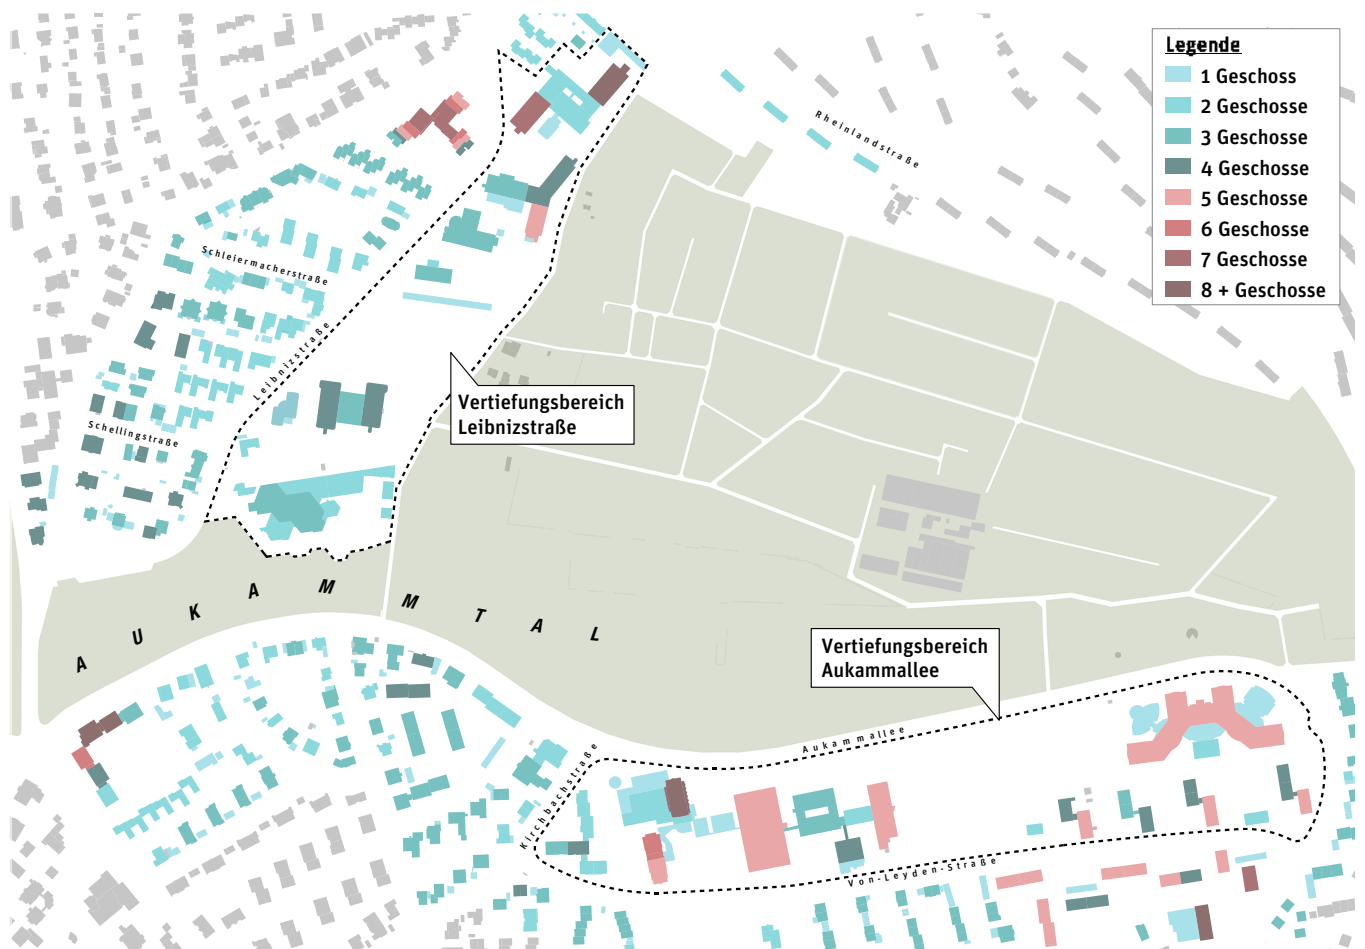 Legende
1 Geschoss
2 Geschosse
3 Geschosse
4 Geschosse
5 Geschosse
6 Geschosse
7 Geschosse
8 + Geschosse
Rheinlandstraße
Schleiermacherstraße
Leibnizstraße
Vertiefungsbereich
Leibnizstraße
Schellingstraße
AUKAMMTAL
Vertiefungsbereich
Aukammallee
Aukammallee
Kirchbachstraße
Von-Leyden-Straße